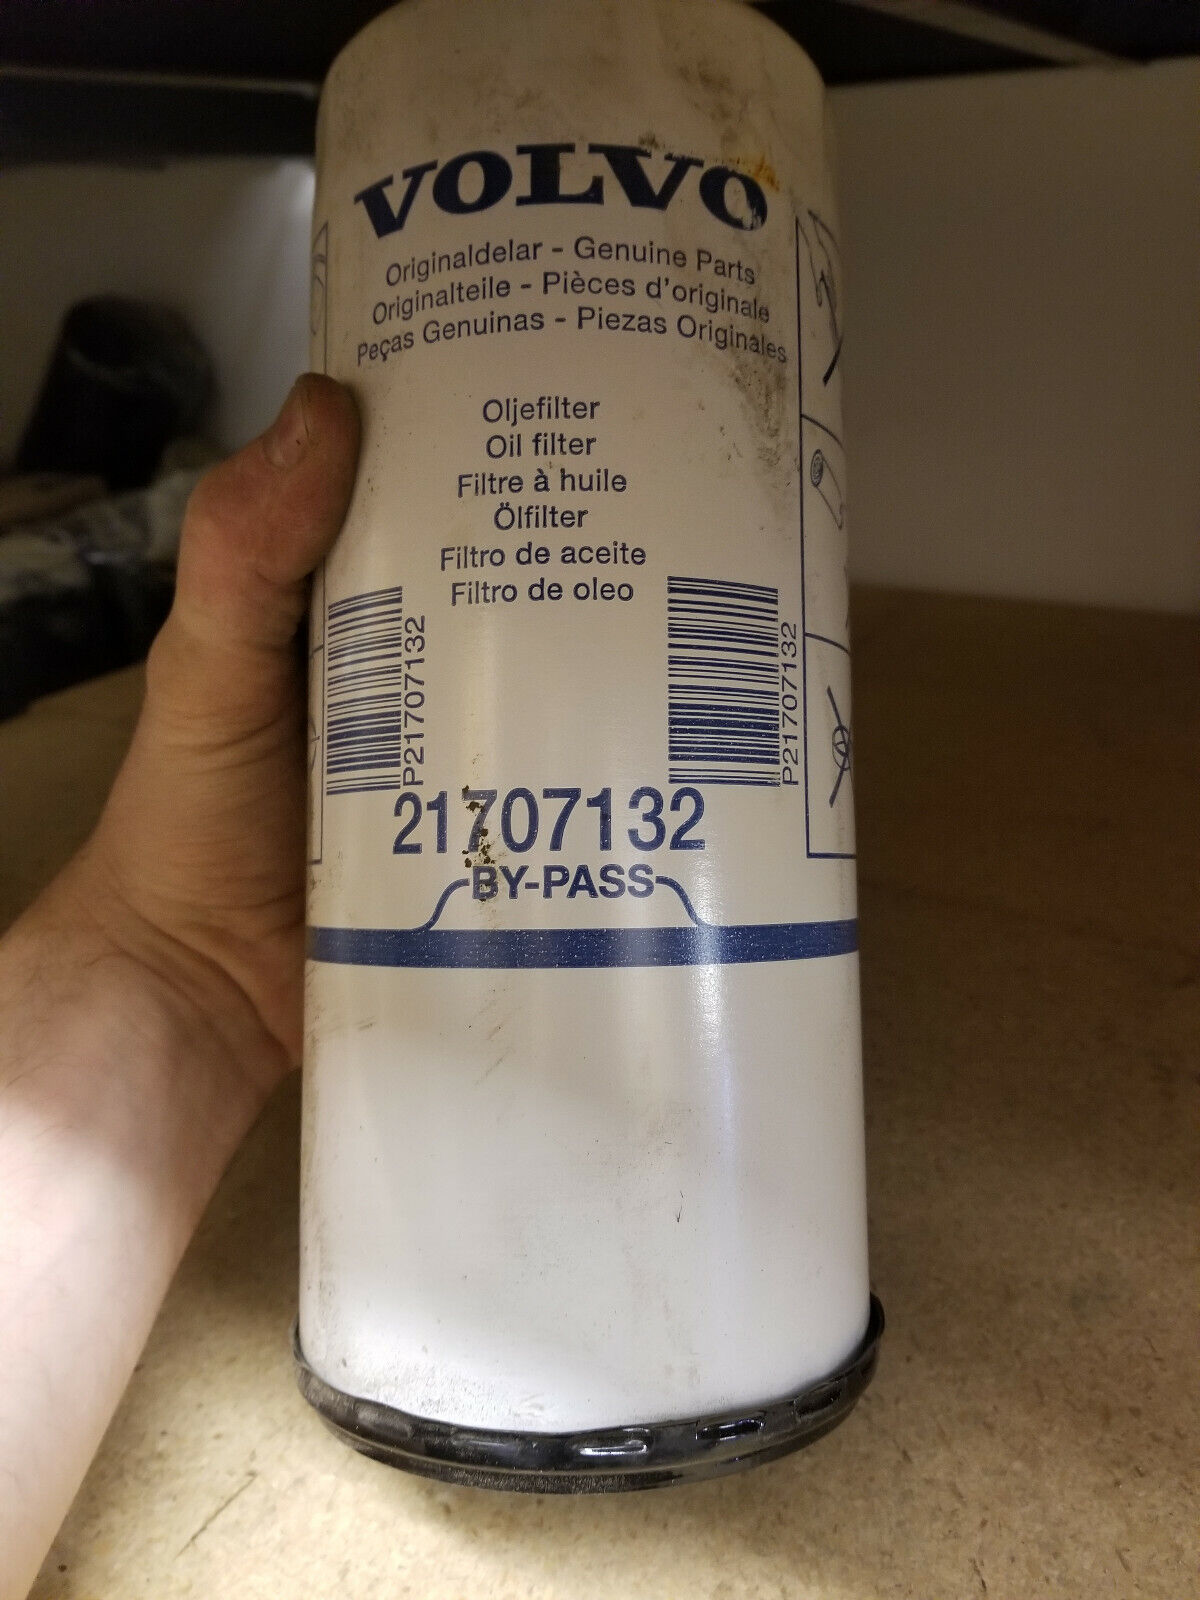 VOLVO
Originaldelar - Genuine Parts
Originalteile - Pièces d'originale
Peças Genuinas - Piezas Originales
Oljefilter
Oil filter
Filtre à huile
Ölfilter
Filtro de aceite
Filtro de oleo
P21707132
P21707132
21707132
BY-PASS